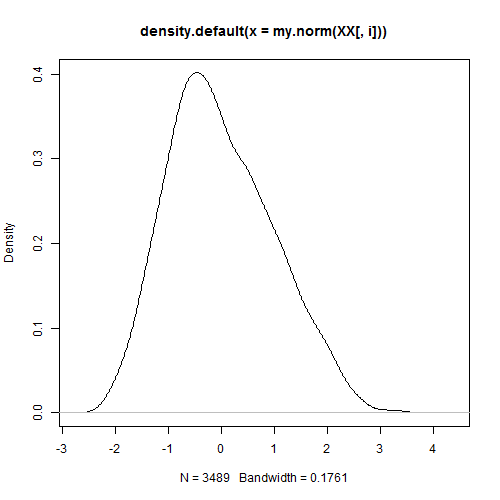 density.default(x = my.norm(XX[, i]))
Density
0.4
0.3
0.2
0.1
0.0
-3 -2 -1 0 1 2 3 4
N = 3489 Bandwidth = 0.1761